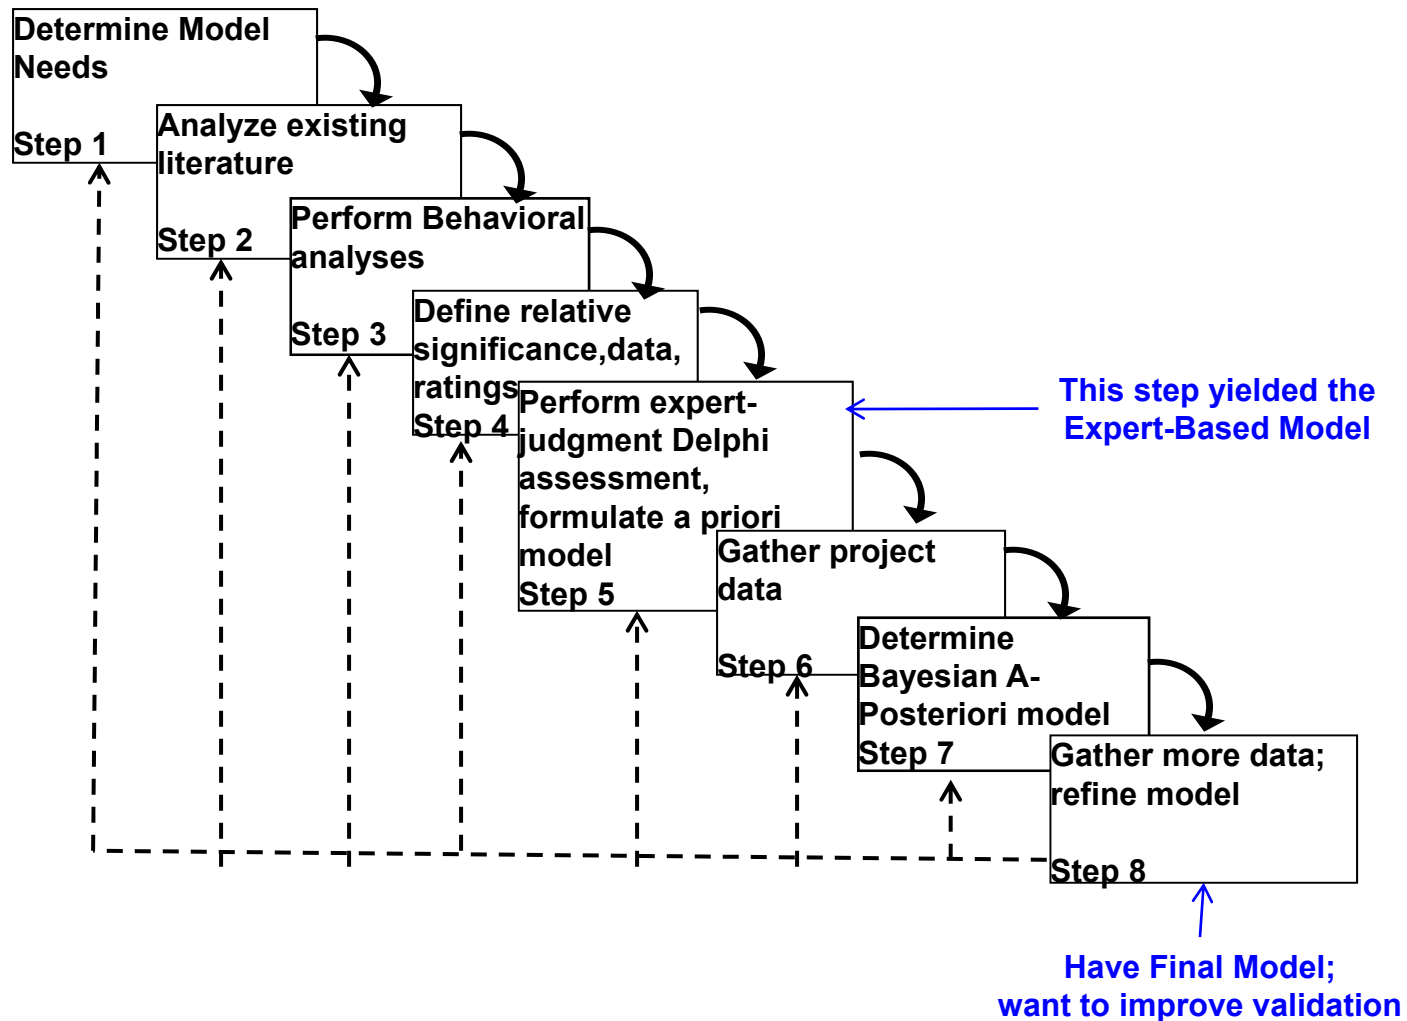 Determine Model
Needs
Step 1
Analyze existing
literature
Step 2
Perform Behavioral
analyses
Step 3
Define relative
significance,data,
ratings
Step 4
Perform expert-
judgment Delphi
assessment,
formulate a priori
model
Step 5
This step yielded the
Expert-Based Model
Gather project
data
Step 6
Determine
Bayesian A-
Posteriori model
Step 7
Gather more data;
refine model
Step 8
Have Final Model;
want to improve validation